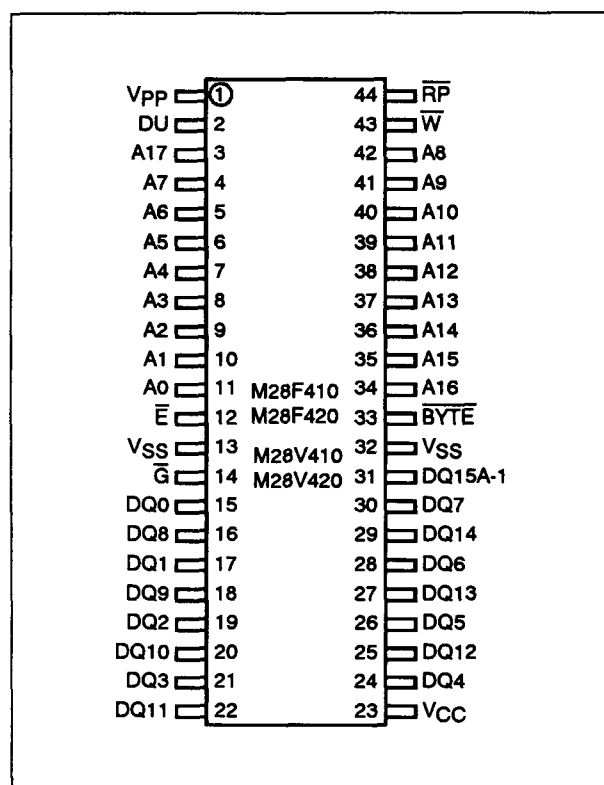 VPP 1 44 R̅P̅
DU 2 43 W̅
A17 3 42 A8
A7 4 41 A9
A6 5 40 A10
A5 6 39 A11
A4 7 38 A12
A3 8 37 A13
A2 9 36 A14
A1 10 35 A15
A0 11 M28F410 34 A16
E̅ 12 M28F420 33 B̅Y̅T̅E̅
VSS 13 M28V410 32 VSS
G̅ 14 M28V420 31 DQ15A-1
DQ0 15 30 DQ7
DQ8 16 29 DQ14
DQ1 17 28 DQ6
DQ9 18 27 DQ13
DQ2 19 26 DQ5
DQ10 20 25 DQ12
DQ3 21 24 DQ4
DQ11 22 23 VCC